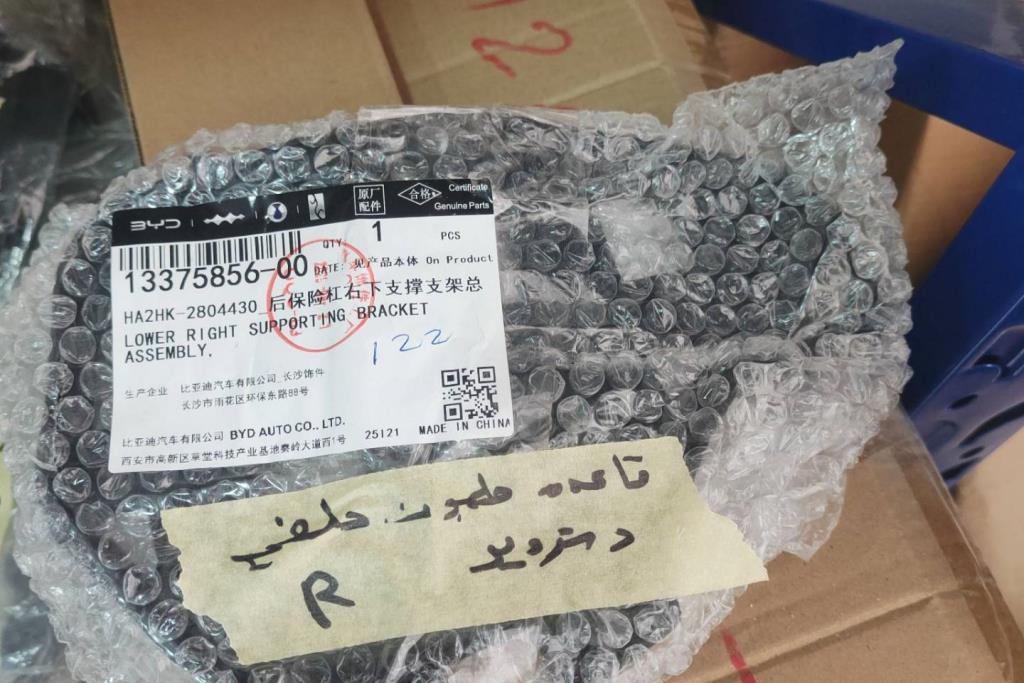 12
BYD
原厂配件
合格
Certificate
Genuine Parts
QTY: 1 PCS
13375856-00 DATE: 见产品本体 On Product
HA2HK-2804430_后保险杠右下支撑支架总
LOWER RIGHT SUPPORTING BRACKET
ASSEMBLY.
122
生产企业 比亚迪汽车有限公司_长沙饰件
长沙市雨花区环保东路88号
比亚迪汽车有限公司 BYD AUTO CO., LTD. 25121 MADE IN CHINA
西安市高新区草堂科技产业基地秦岭大道西1号
R